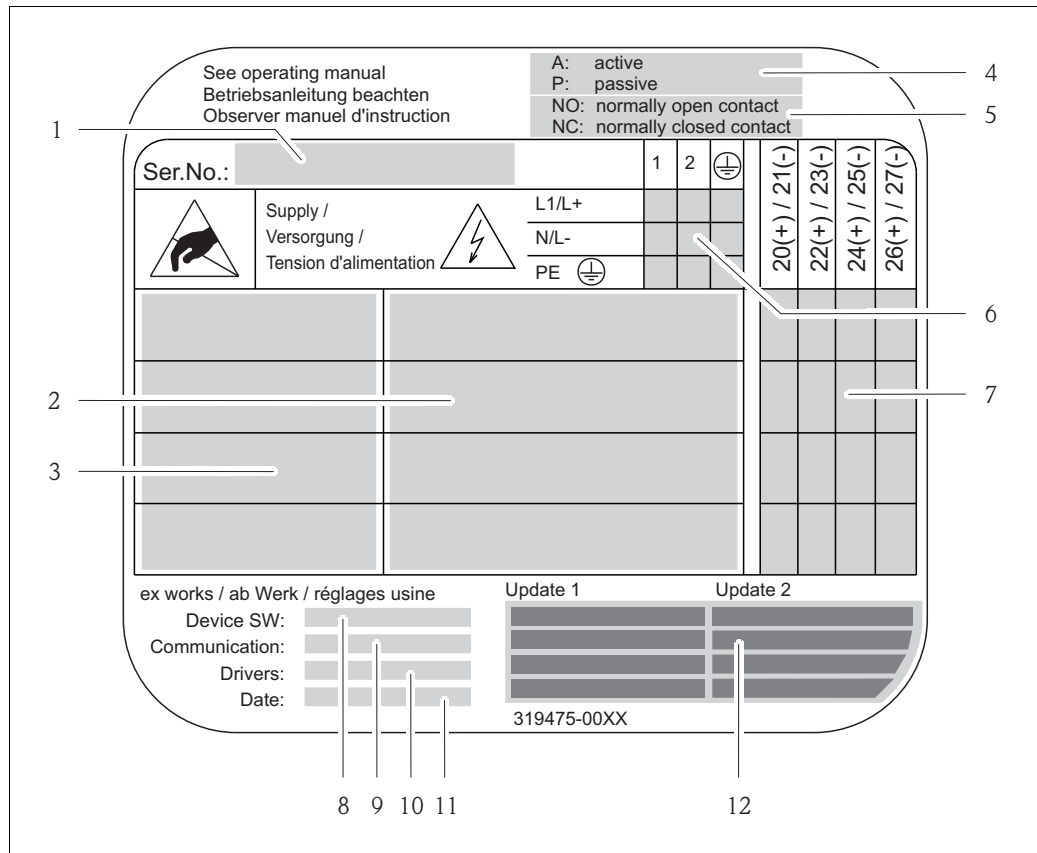 See operating manual
Betriebsanleitung beachten
Observer manuel d'instruction
A: active
P: passive
NO: normally open contact
NC: normally closed contact
4
5
1
Ser.No.:
1 2
20(+) / 21(-)
22(+) / 23(-)
24(+) / 25(-)
26(+) / 27(-)
Supply /
Versorgung /
Tension d'alimentation
L1/L+
N/L-
PE
6
2
7
3
ex works / ab Werk / réglages usine
Device SW:
Communication:
Drivers:
Date:
Update 1
Update 2
319475-00XX
8 9 10 11
12